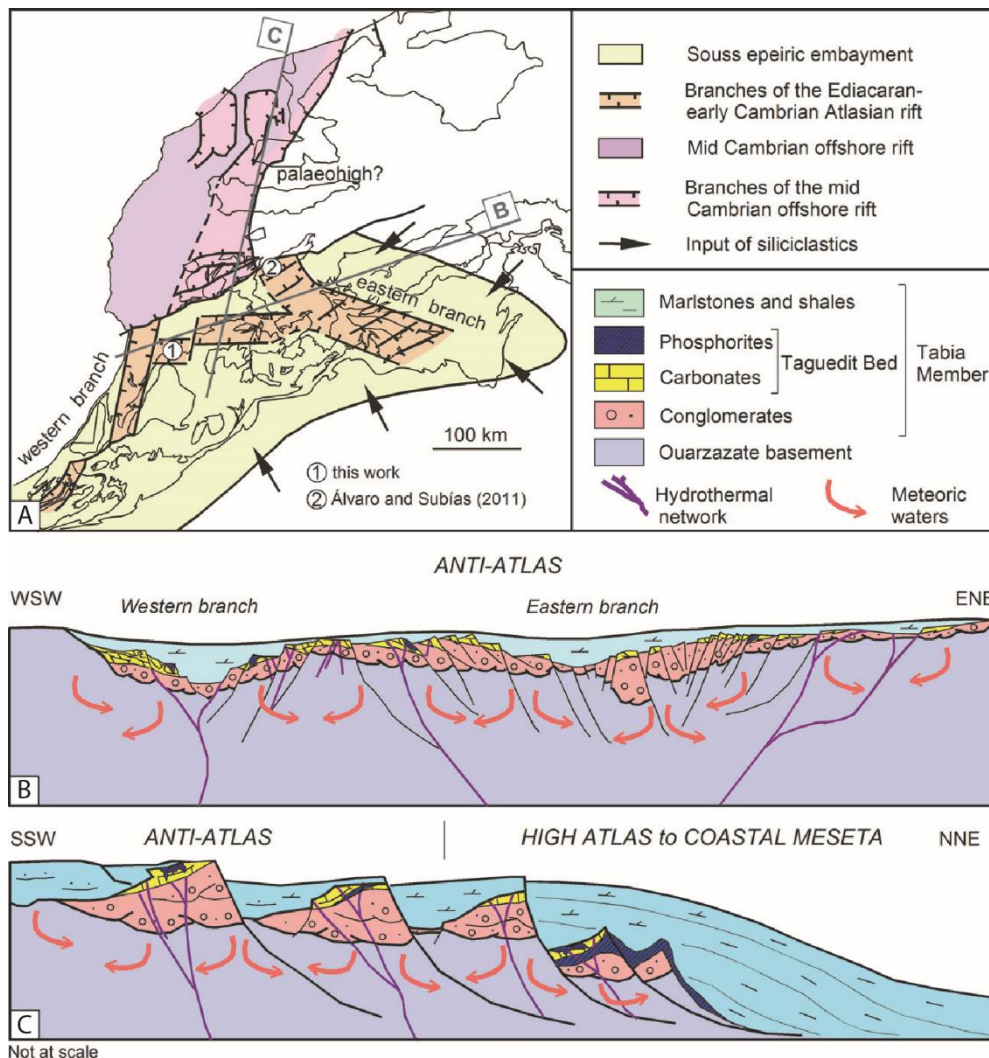 C
B
palaeohigh?
2
eastern branch
1
western branch
100 km
1 this work
2 Álvaro and Subías (2011)
A
Souss epeiric embayment
Branches of the Ediacaran-
early Cambrian Atlasian rift
Mid Cambrian offshore rift
Branches of the mid
Cambrian offshore rift
Input of siliciclastics
Marlstones and shales
Phosphorites
Carbonates
Taguedit Bed
Tabia
Member
Conglomerates
Ouarzazate basement
Hydrothermal
network
Meteoric
waters
ANTI-ATLAS
WSW
Western branch
Eastern branch
ENE
B
SSW
ANTI-ATLAS
HIGH ATLAS to COASTAL MESETA
NNE
C
Not at scale